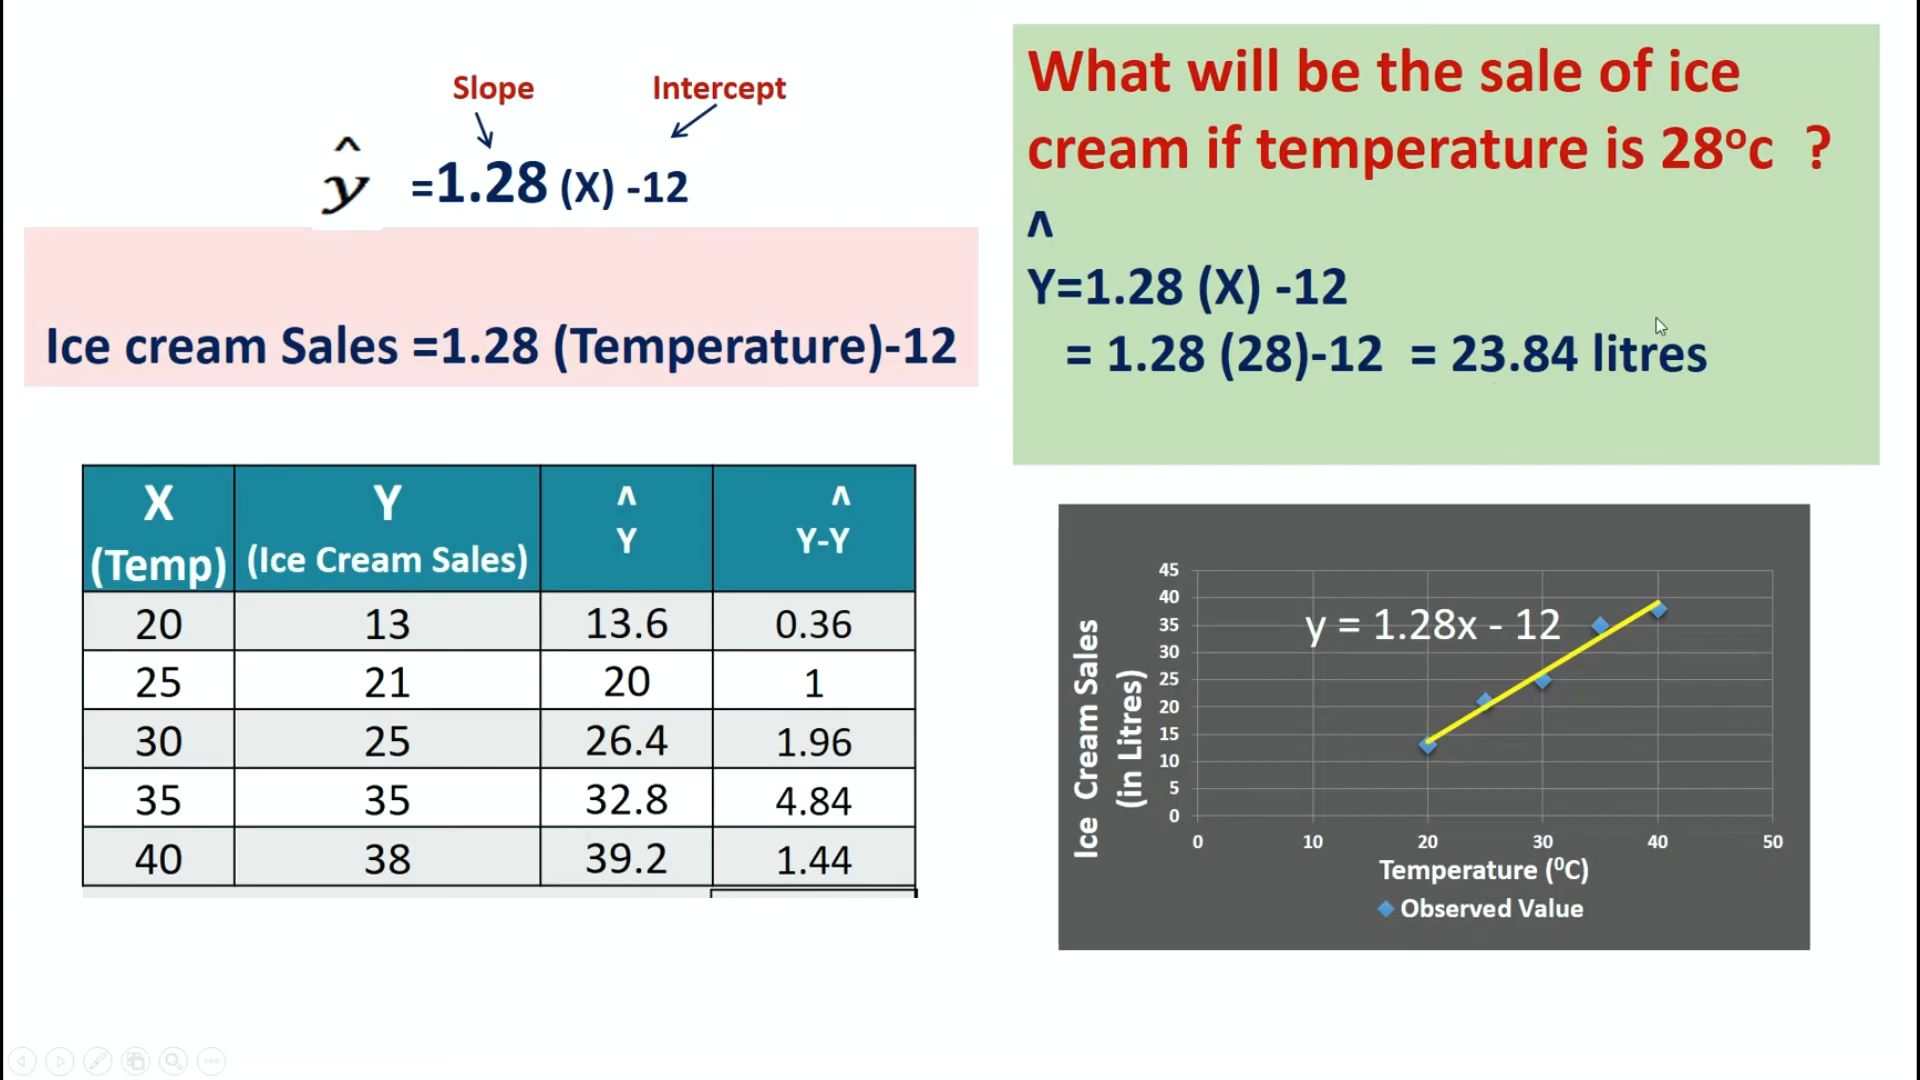 Slope Intercept
^
y =1.28 (X) -12
Ice cream Sales =1.28 (Temperature)-12
What will be the sale of ice
cream if temperature is 28ºc ?
^
Y=1.28 (X) -12
= 1.28 (28)-12 = 23.84 litres
X Y ^ ^
(Temp) (Ice Cream Sales) Y Y-Y
20 13 13.6 0.36
25 21 20 1
30 25 26.4 1.96
35 35 32.8 4.84
40 38 39.2 1.44
y = 1.28x - 12
Ice Cream Sales
(in Litres)
45
40
35
30
25
20
15
10
5
0
0 10 20 30 40 50
Temperature (⁰C)
Observed Value